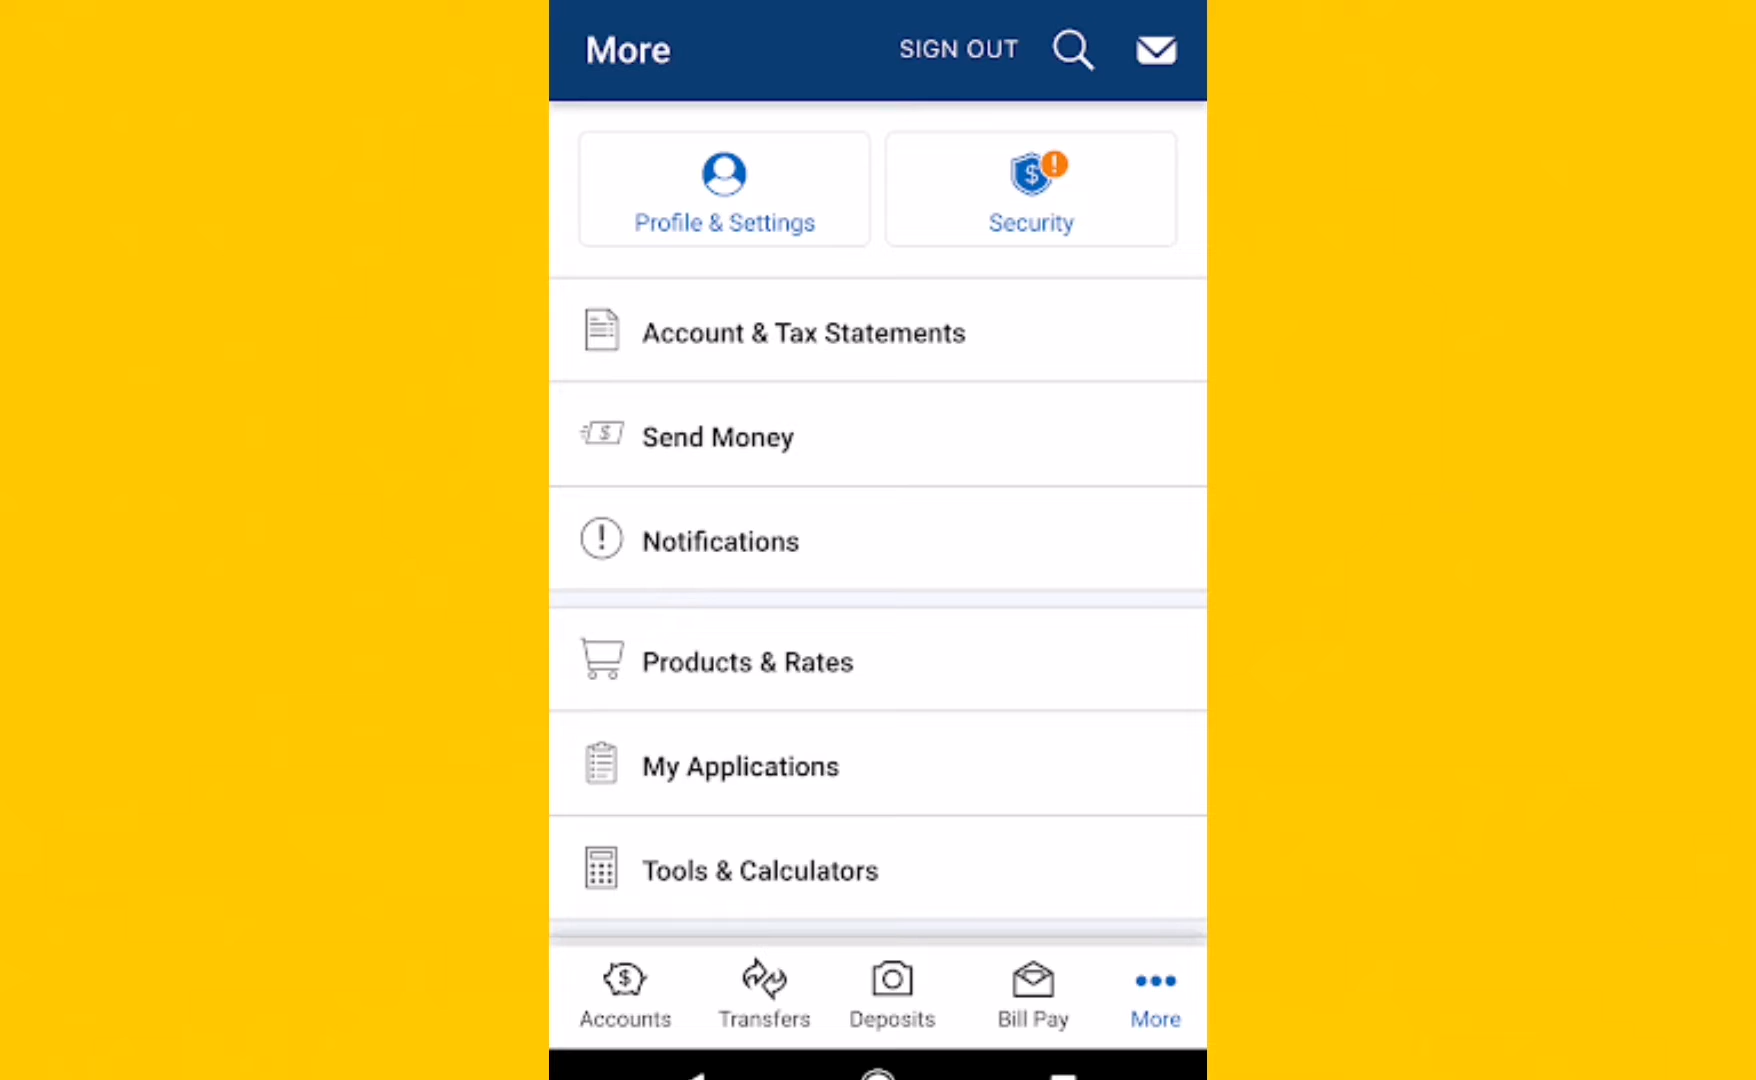 More
SIGN OUT
Profile & Settings
Security
Account & Tax Statements
Send Money
Notifications
Products & Rates
My Applications
Tools & Calculators
Accounts
Transfers
Deposits
Bill Pay
More